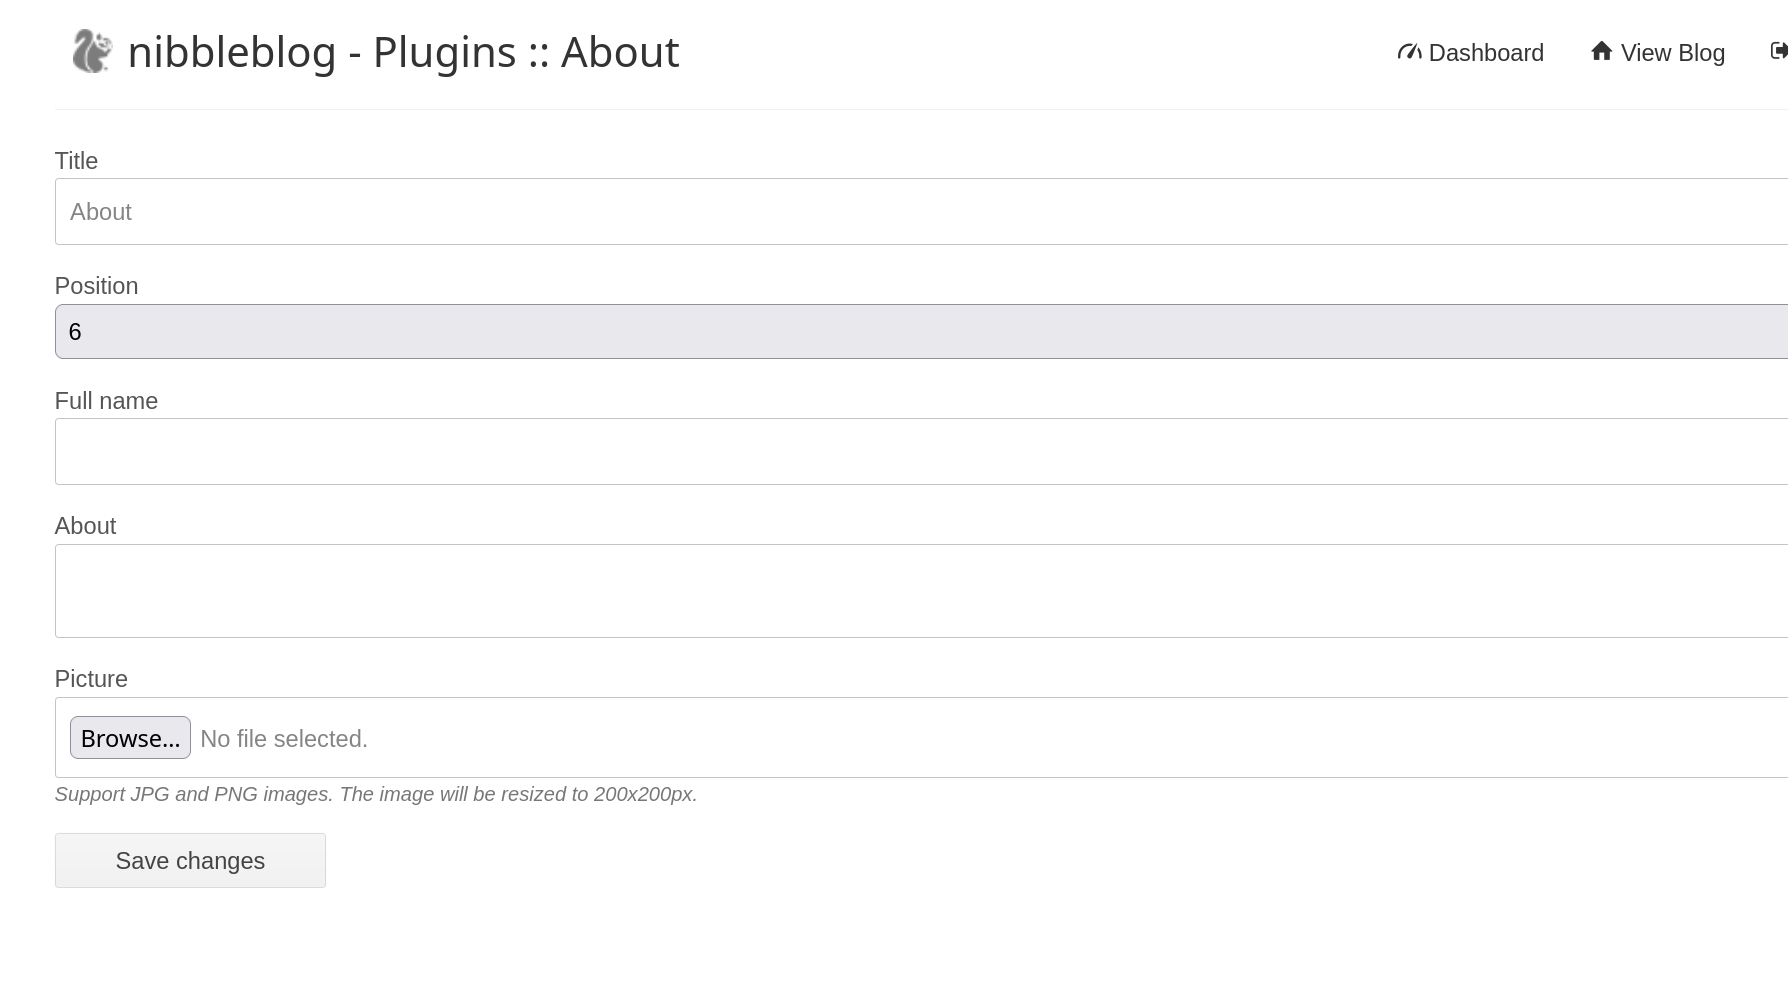 nibbleblog - Plugins :: About
Dashboard
View Blog
Title
About
Position
6
Full name
About
Picture
Browse... No file selected.
Support JPG and PNG images. The image will be resized to 200x200px.
Save changes